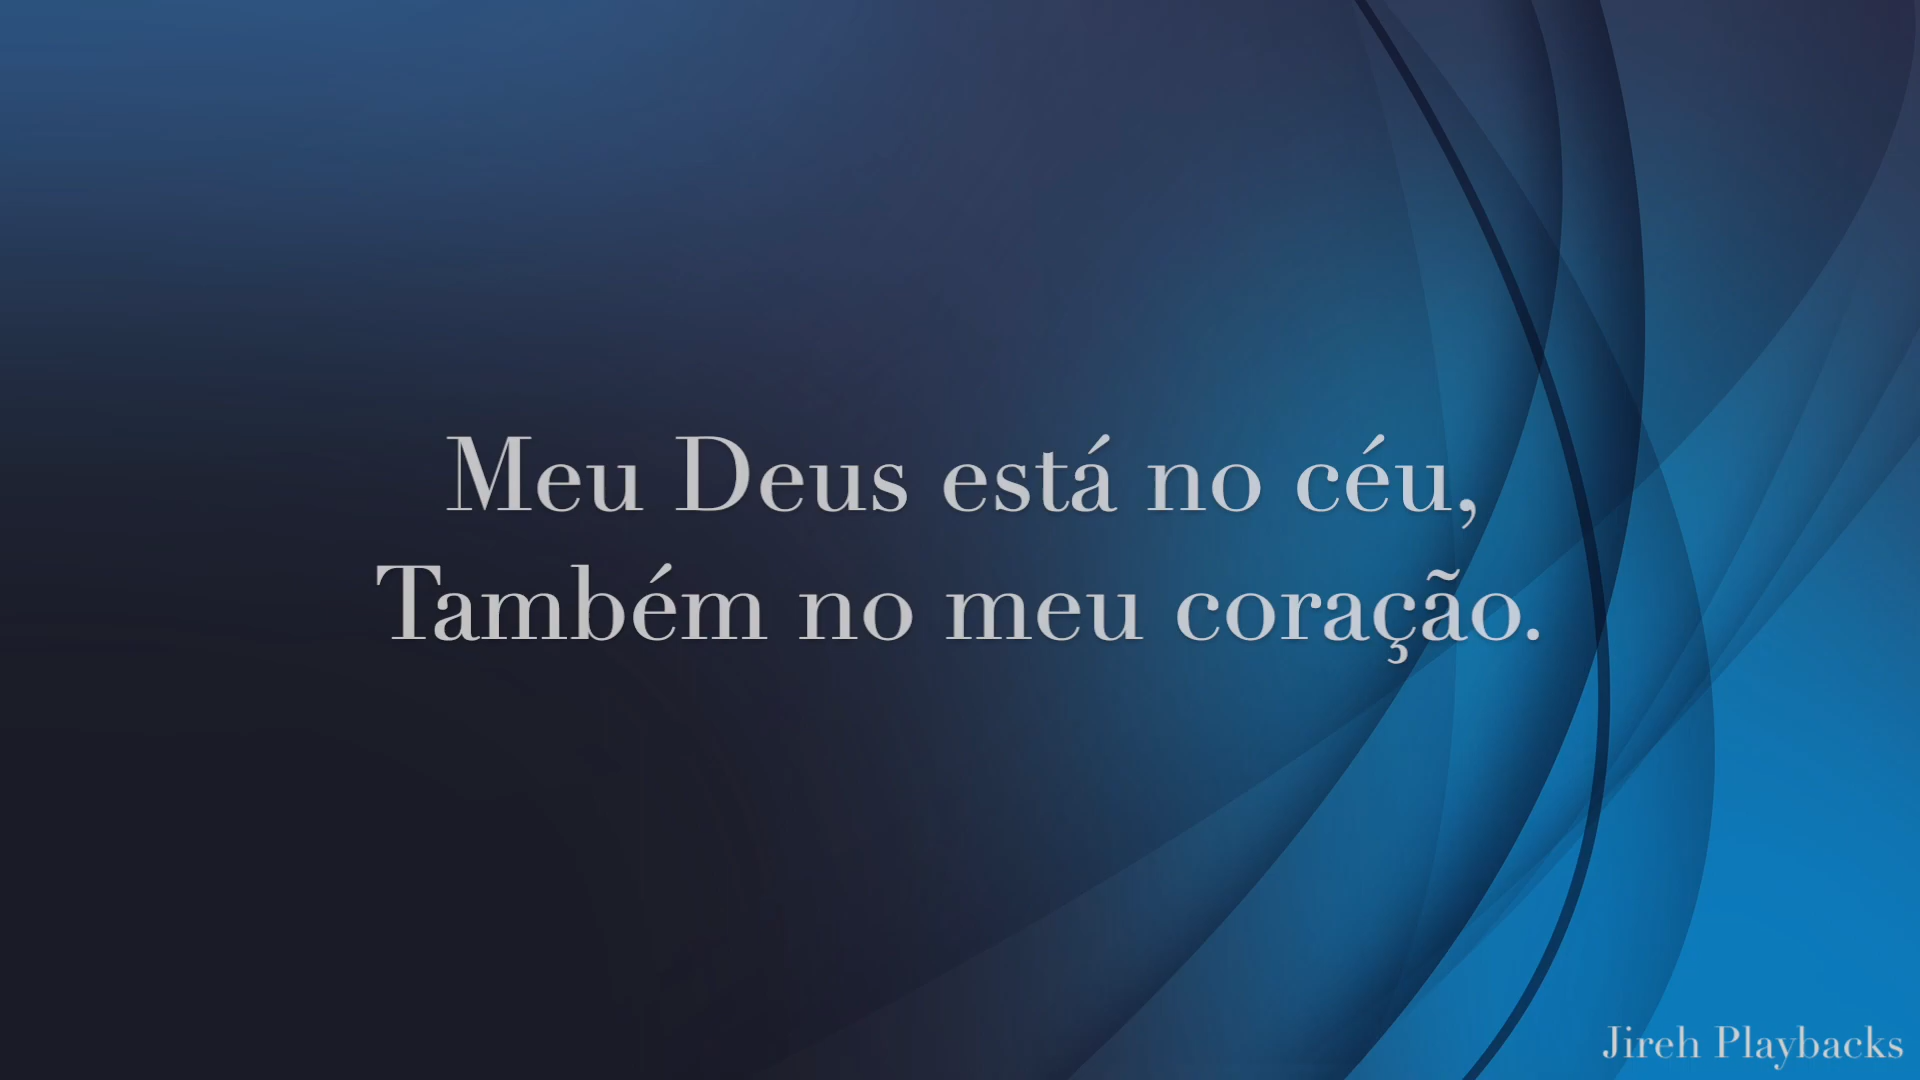 Meu Deus está no céu,
Também no meu coração.
Jireh Playbacks